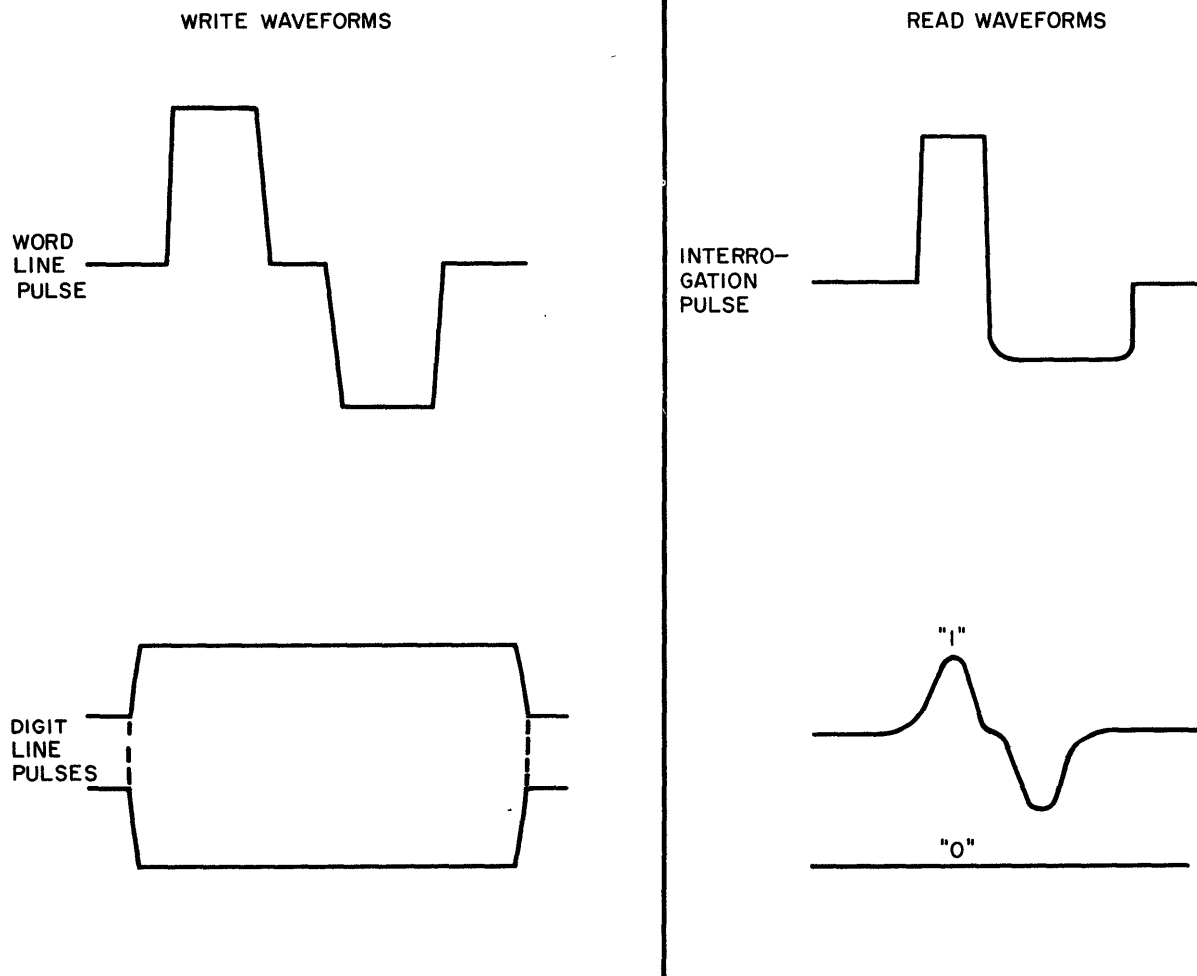 WRITE WAVEFORMS
WORD
LINE
PULSE
DIGIT
LINE
PULSES
READ WAVEFORMS
INTERRO-
GATION
PULSE
"1"
"0"